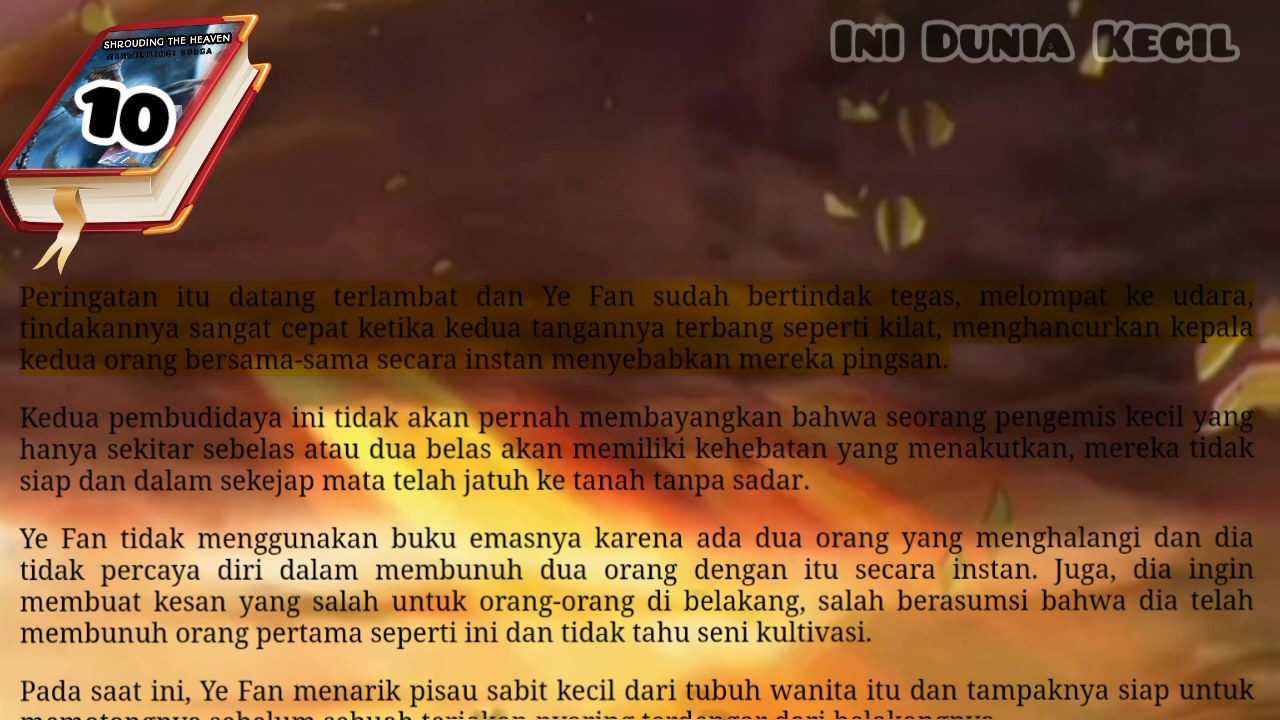 SHROUDING THE HEAVEN
10
Ini Dunia Kecil
Peringatan itu datang terlambat dan Ye Fan sudah bertindak tegas, melompat ke udara,
tindakannya sangat cepat ketika kedua tangannya terbang seperti kilat, menghancurkan kepala
kedua orang bersama-sama secara instan menyebabkan mereka pingsan.
Kedua pembudidaya ini tidak akan pernah membayangkan bahwa seorang pengemis kecil yang
hanya sekitar sebelas atau dua belas akan memiliki kehebatan yang menakutkan, mereka tidak
siap dan dalam sekejap mata telah jatuh ke tanah tanpa sadar.
Ye Fan tidak menggunakan buku emasnya karena ada dua orang yang menghalangi dan dia
tidak percaya diri dalam membunuh dua orang dengan itu secara instan. Juga, dia ingin
membuat kesan yang salah untuk orang-orang di belakang, salah berasumsi bahwa dia telah
membunuh orang pertama seperti ini dan tidak tahu seni kultivasi.
Pada saat ini, Ye Fan menarik pisau sabit kecil dari tubuh wanita itu dan tampaknya siap untuk